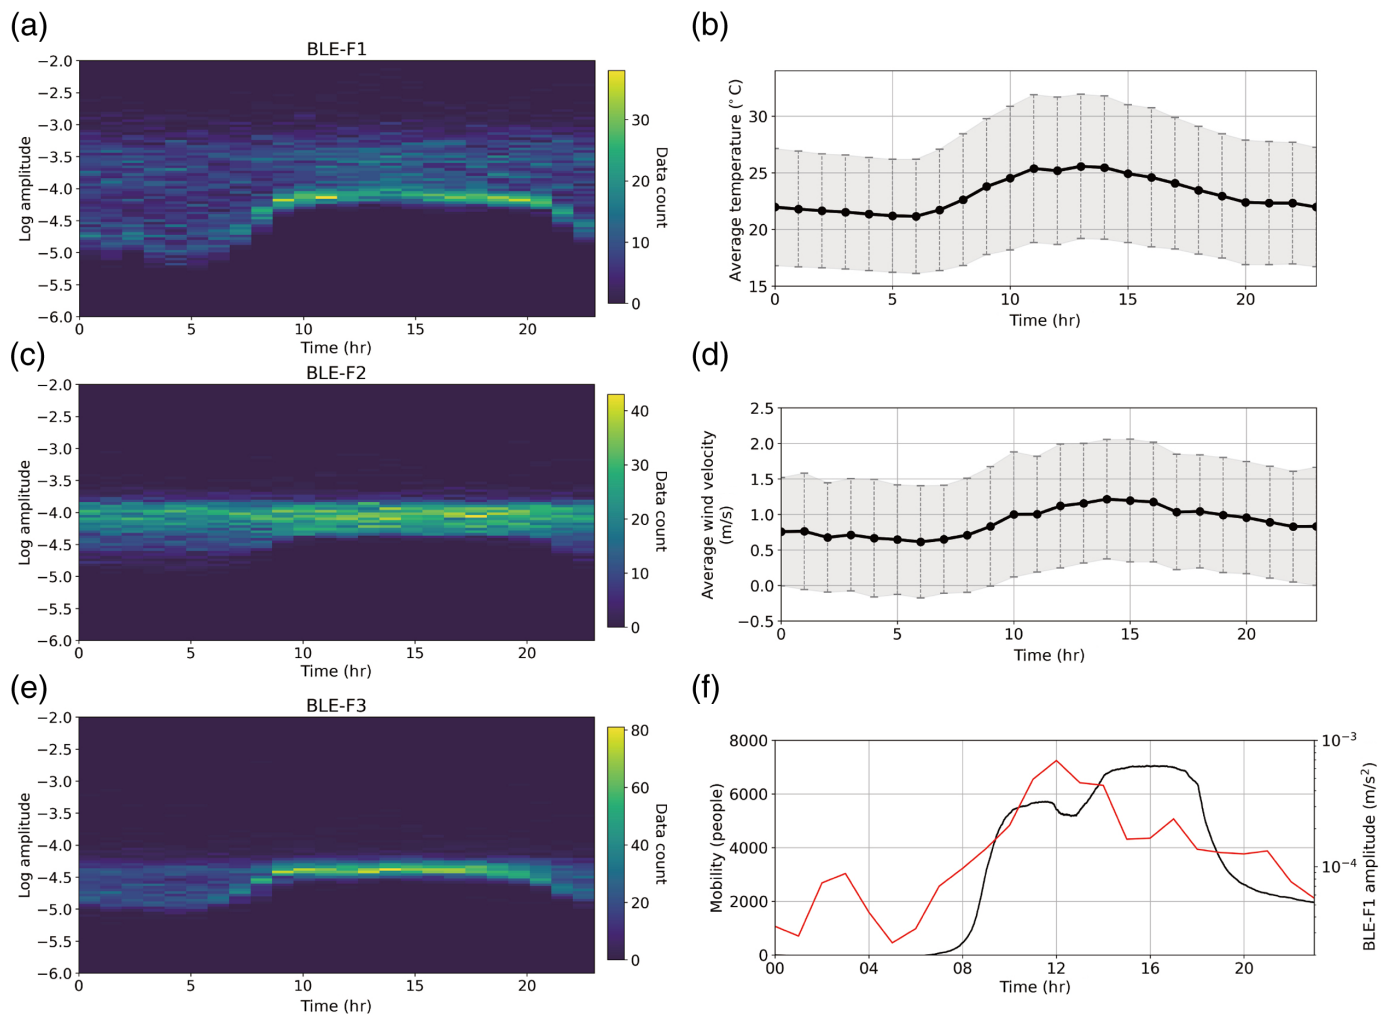 (a)
BLE-F1
−2.0
−2.5
−3.0
−3.5
−4.0
−4.5
−5.0
−5.5
−6.0
Log amplitude
0 5 10 15 20
Time (hr)
30
20
10
0
Data count
(b)
30
25
20
15
Average temperature (°C)
0 5 10 15 20
Time (hr)
(c)
BLE-F2
−2.0
−2.5
−3.0
−3.5
−4.0
−4.5
−5.0
−5.5
−6.0
Log amplitude
0 5 10 15 20
Time (hr)
40
30
20
10
0
Data count
(d)
2.5
2.0
1.5
1.0
0.5
0.0
−0.5
Average wind velocity
(m/s)
0 5 10 15 20
Time (hr)
(e)
BLE-F3
−2.0
−2.5
−3.0
−3.5
−4.0
−4.5
−5.0
−5.5
−6.0
Log amplitude
0 5 10 15 20
Time (hr)
80
60
40
20
0
Data count
(f)
8000
6000
4000
2000
0
Mobility (people)
00 04 08 12 16 20
Time (hr)
10⁻³
10⁻⁴
BLE-F1 amplitude (m/s²)